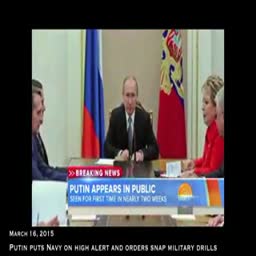 BREAKING NEWS
PUTIN APPEARS IN PUBLIC
SEEN FOR FIRST TIME IN NEARLY TWO WEEKS
March 16, 2015
Putin puts Navy on high alert and orders snap military drills